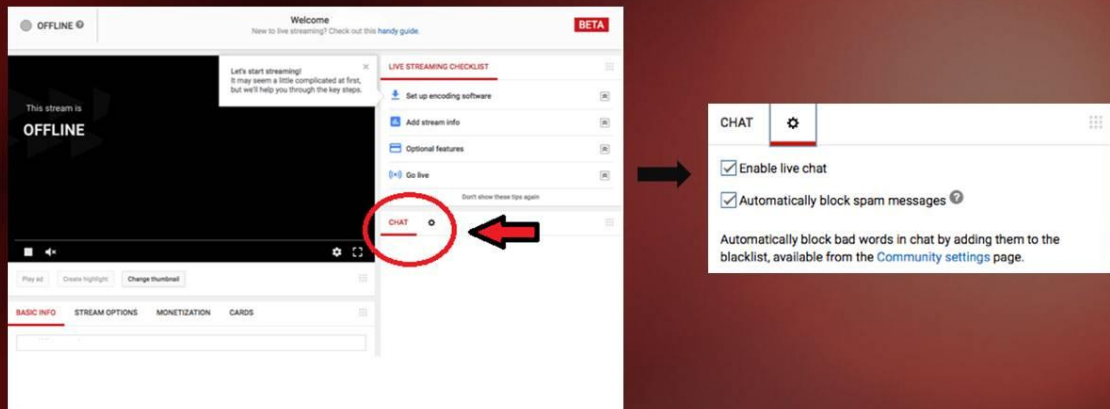 OFFLINE ?
Welcome
New to live streaming? Check out this handy guide.
BETA
Let's start streaming!
It may seem a little complicated at first,
but we'll help you through the key steps.
This stream is
OFFLINE
Play ad Create highlight Change thumbnail
BASIC INFO STREAM OPTIONS MONETIZATION CARDS
LIVE STREAMING CHECKLIST
Set up encoding software
Add stream info
Optional features
Go live
Don't show these tips again
CHAT
CHAT
Enable live chat
Automatically block spam messages ?
Automatically block bad words in chat by adding them to the
blacklist, available from the Community settings page.